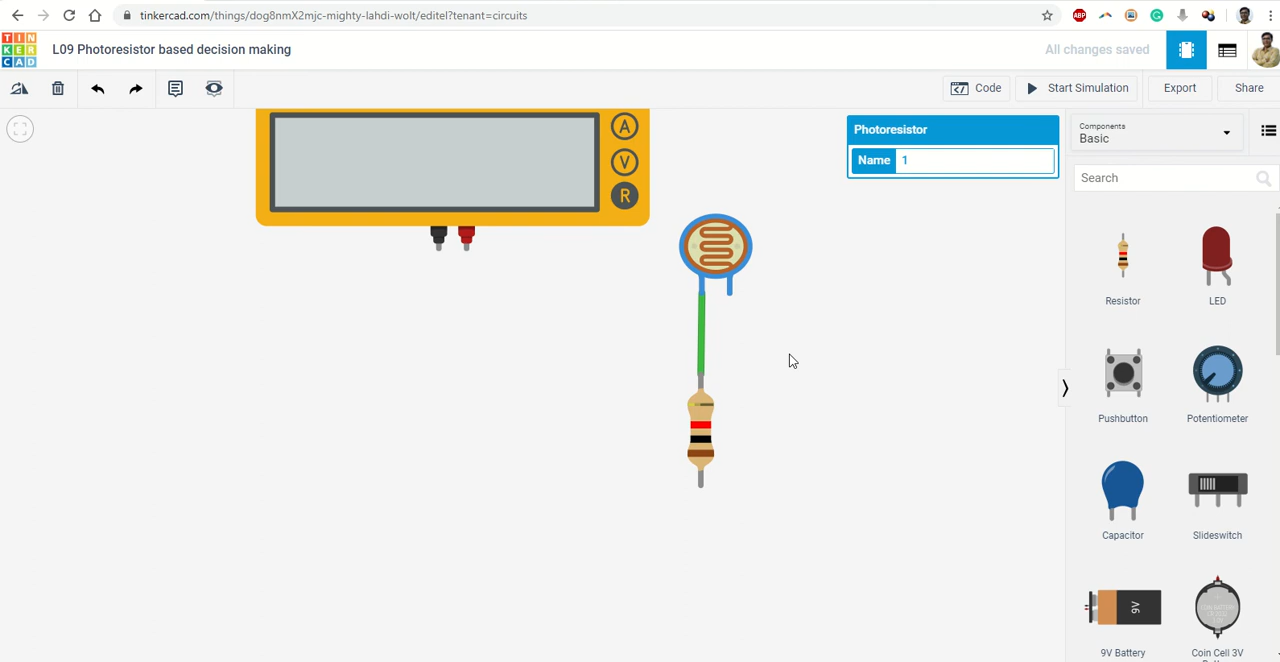 tinkercad.com/things/dog8nmX2mjc-mighty-lahdi-wolt/editel?tenant=circuits
ABP
TIN
KER
CAD
L09 Photoresistor based decision making
All changes saved
Code
Start Simulation
Export
Share
A
V
R
Photoresistor
Name 1
Components
Basic
Search
Resistor
LED
Pushbutton
Potentiometer
Capacitor
Slideswitch
9V
9V Battery
Coin Cell 3V